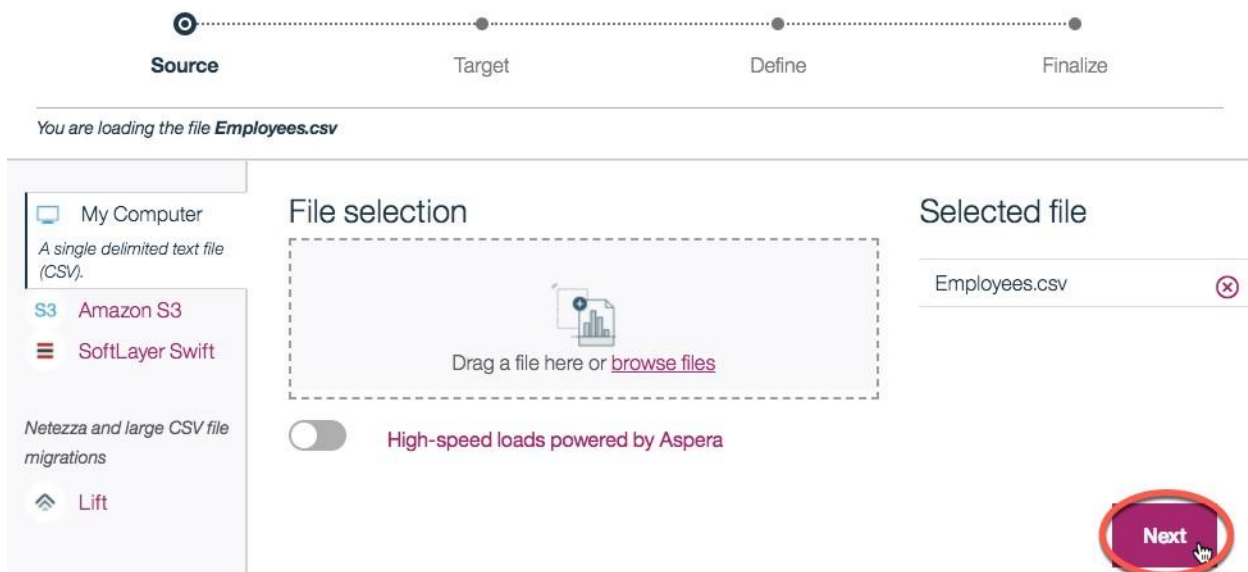 Source
Target
Define
Finalize
You are loading the file Employees.csv
My Computer
A single delimited text file
(CSV).
S3 Amazon S3
SoftLayer Swift
Netezza and large CSV file
migrations
Lift
File selection
Drag a file here or browse files
High-speed loads powered by Aspera
Selected file
Employees.csv
Next